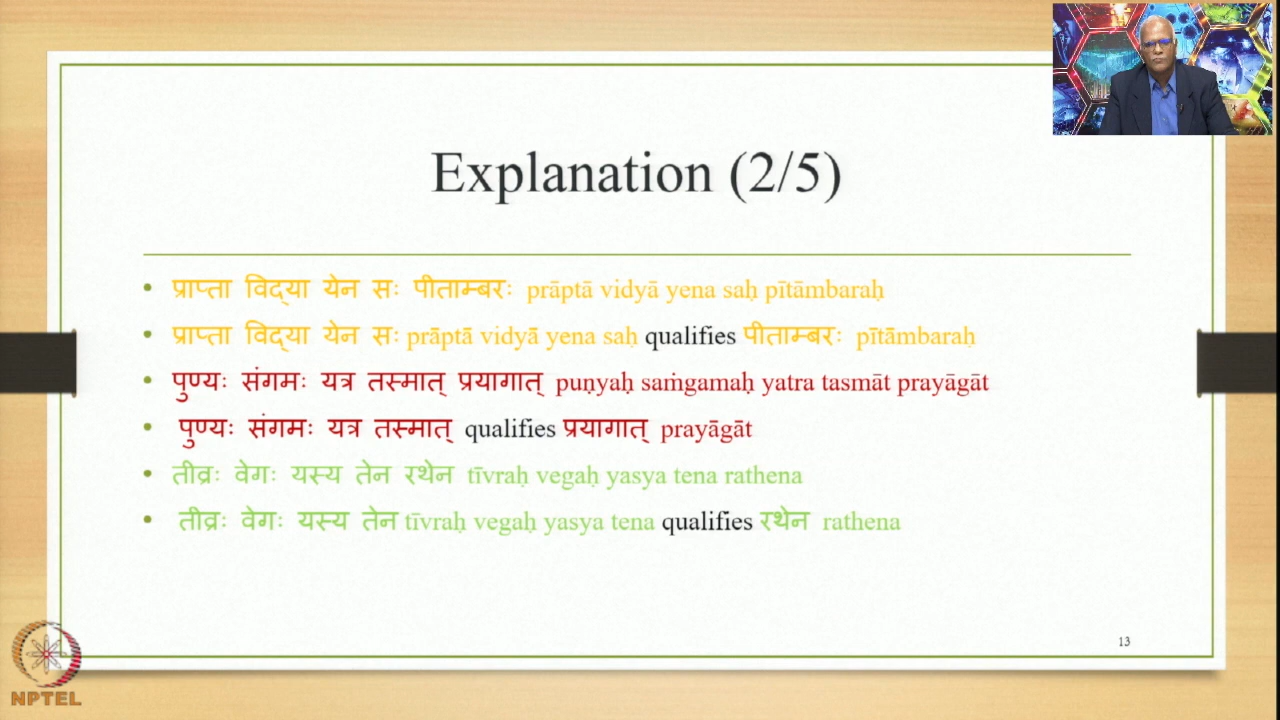 Explanation (2/5)
• प्राप्ता विद्या येन सः पीताम्बरः prāptā vidyā yena saḥ pītāmbaraḥ
• प्राप्ता विद्या येन सः prāptā vidyā yena saḥ qualifies पीताम्बरः pītāmbaraḥ
• पुण्यः संगमः यत्र तस्मात् प्रयागात् puṇyaḥ saṁgamaḥ yatra tasmāt prayāgāt
• पुण्यः संगमः यत्र तस्मात् qualifies प्रयागात् prayāgāt
• तीव्रः वेगः यस्य तेन रथेन tīvraḥ vegaḥ yasya tena rathena
• तीव्रः वेगः यस्य तेन tīvraḥ vegaḥ yasya tena qualifies रथेन rathena
13
NPTEL